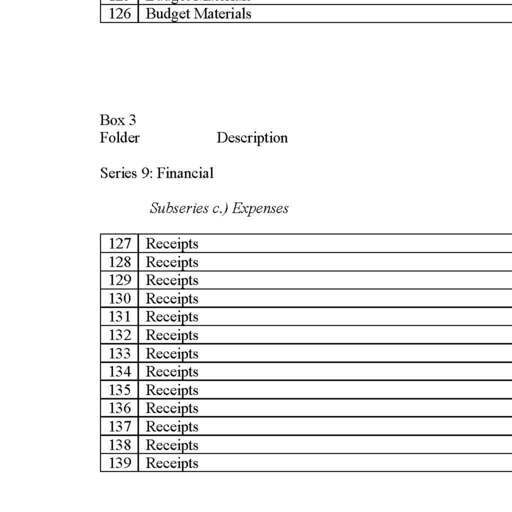 126 Budget Materials
Box 3
Folder Description
Series 9: Financial
Subseries c.) Expenses
127 Receipts
128 Receipts
129 Receipts
130 Receipts
131 Receipts
132 Receipts
133 Receipts
134 Receipts
135 Receipts
136 Receipts
137 Receipts
138 Receipts
139 Receipts